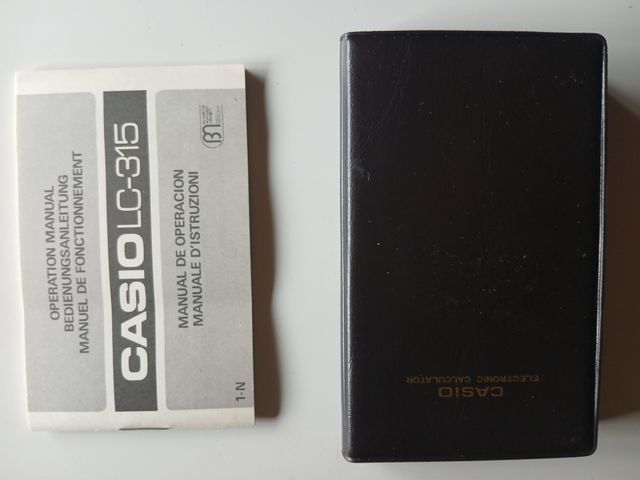 OPERATION MANUAL
BEDIENUNGSANLEITUNG
MANUEL DE FONCTIONNEMENT
CASIO LC-315
MANUAL DE OPERACION
MANUALE D'ISTRUZIONI
1-N
CASIO
ELECTRONIC CALCULATOR